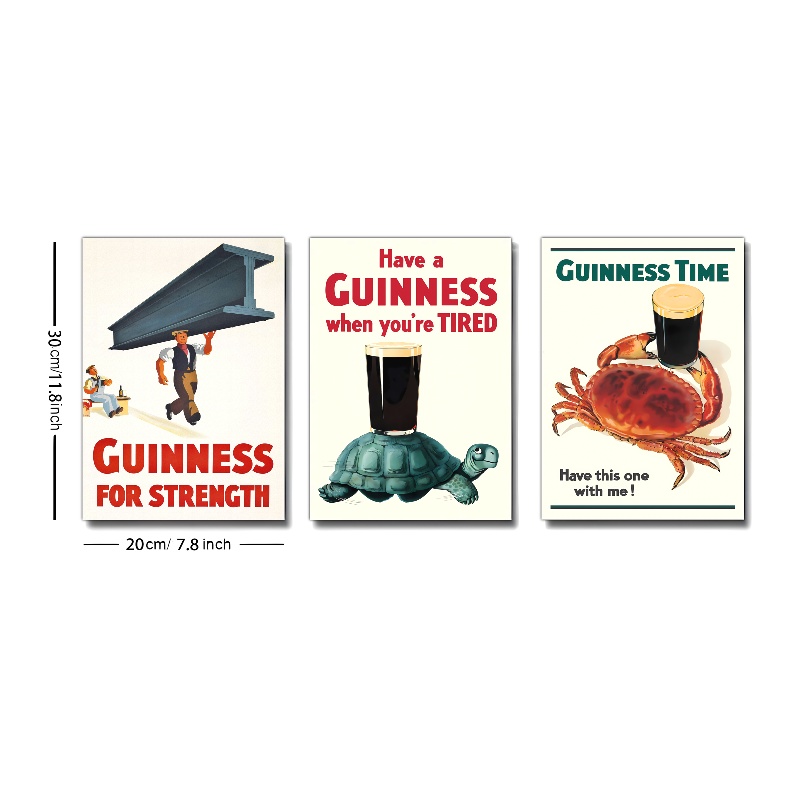 30cm/11.8inch
GUINNESS
FOR STRENGTH
20cm/ 7.8 inch
Have a
GUINNESS
when you're TIRED
GUINNESS TIME
Have this one
with me!